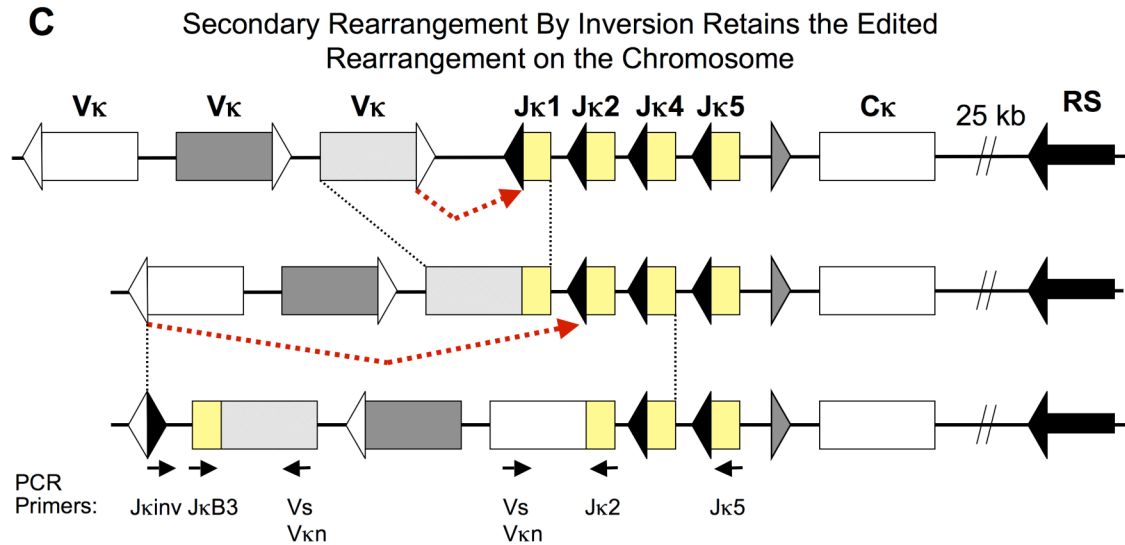 C
Secondary Rearrangement By Inversion Retains the Edited
Rearrangement on the Chromosome
Vκ Vκ Vκ Jκ1 Jκ2 Jκ4 Jκ5 Cκ 25 kb RS
PCR
Primers:
Jκinv JκB3 Vs Vs Jκ2 Jκ5
Vκn Vκn